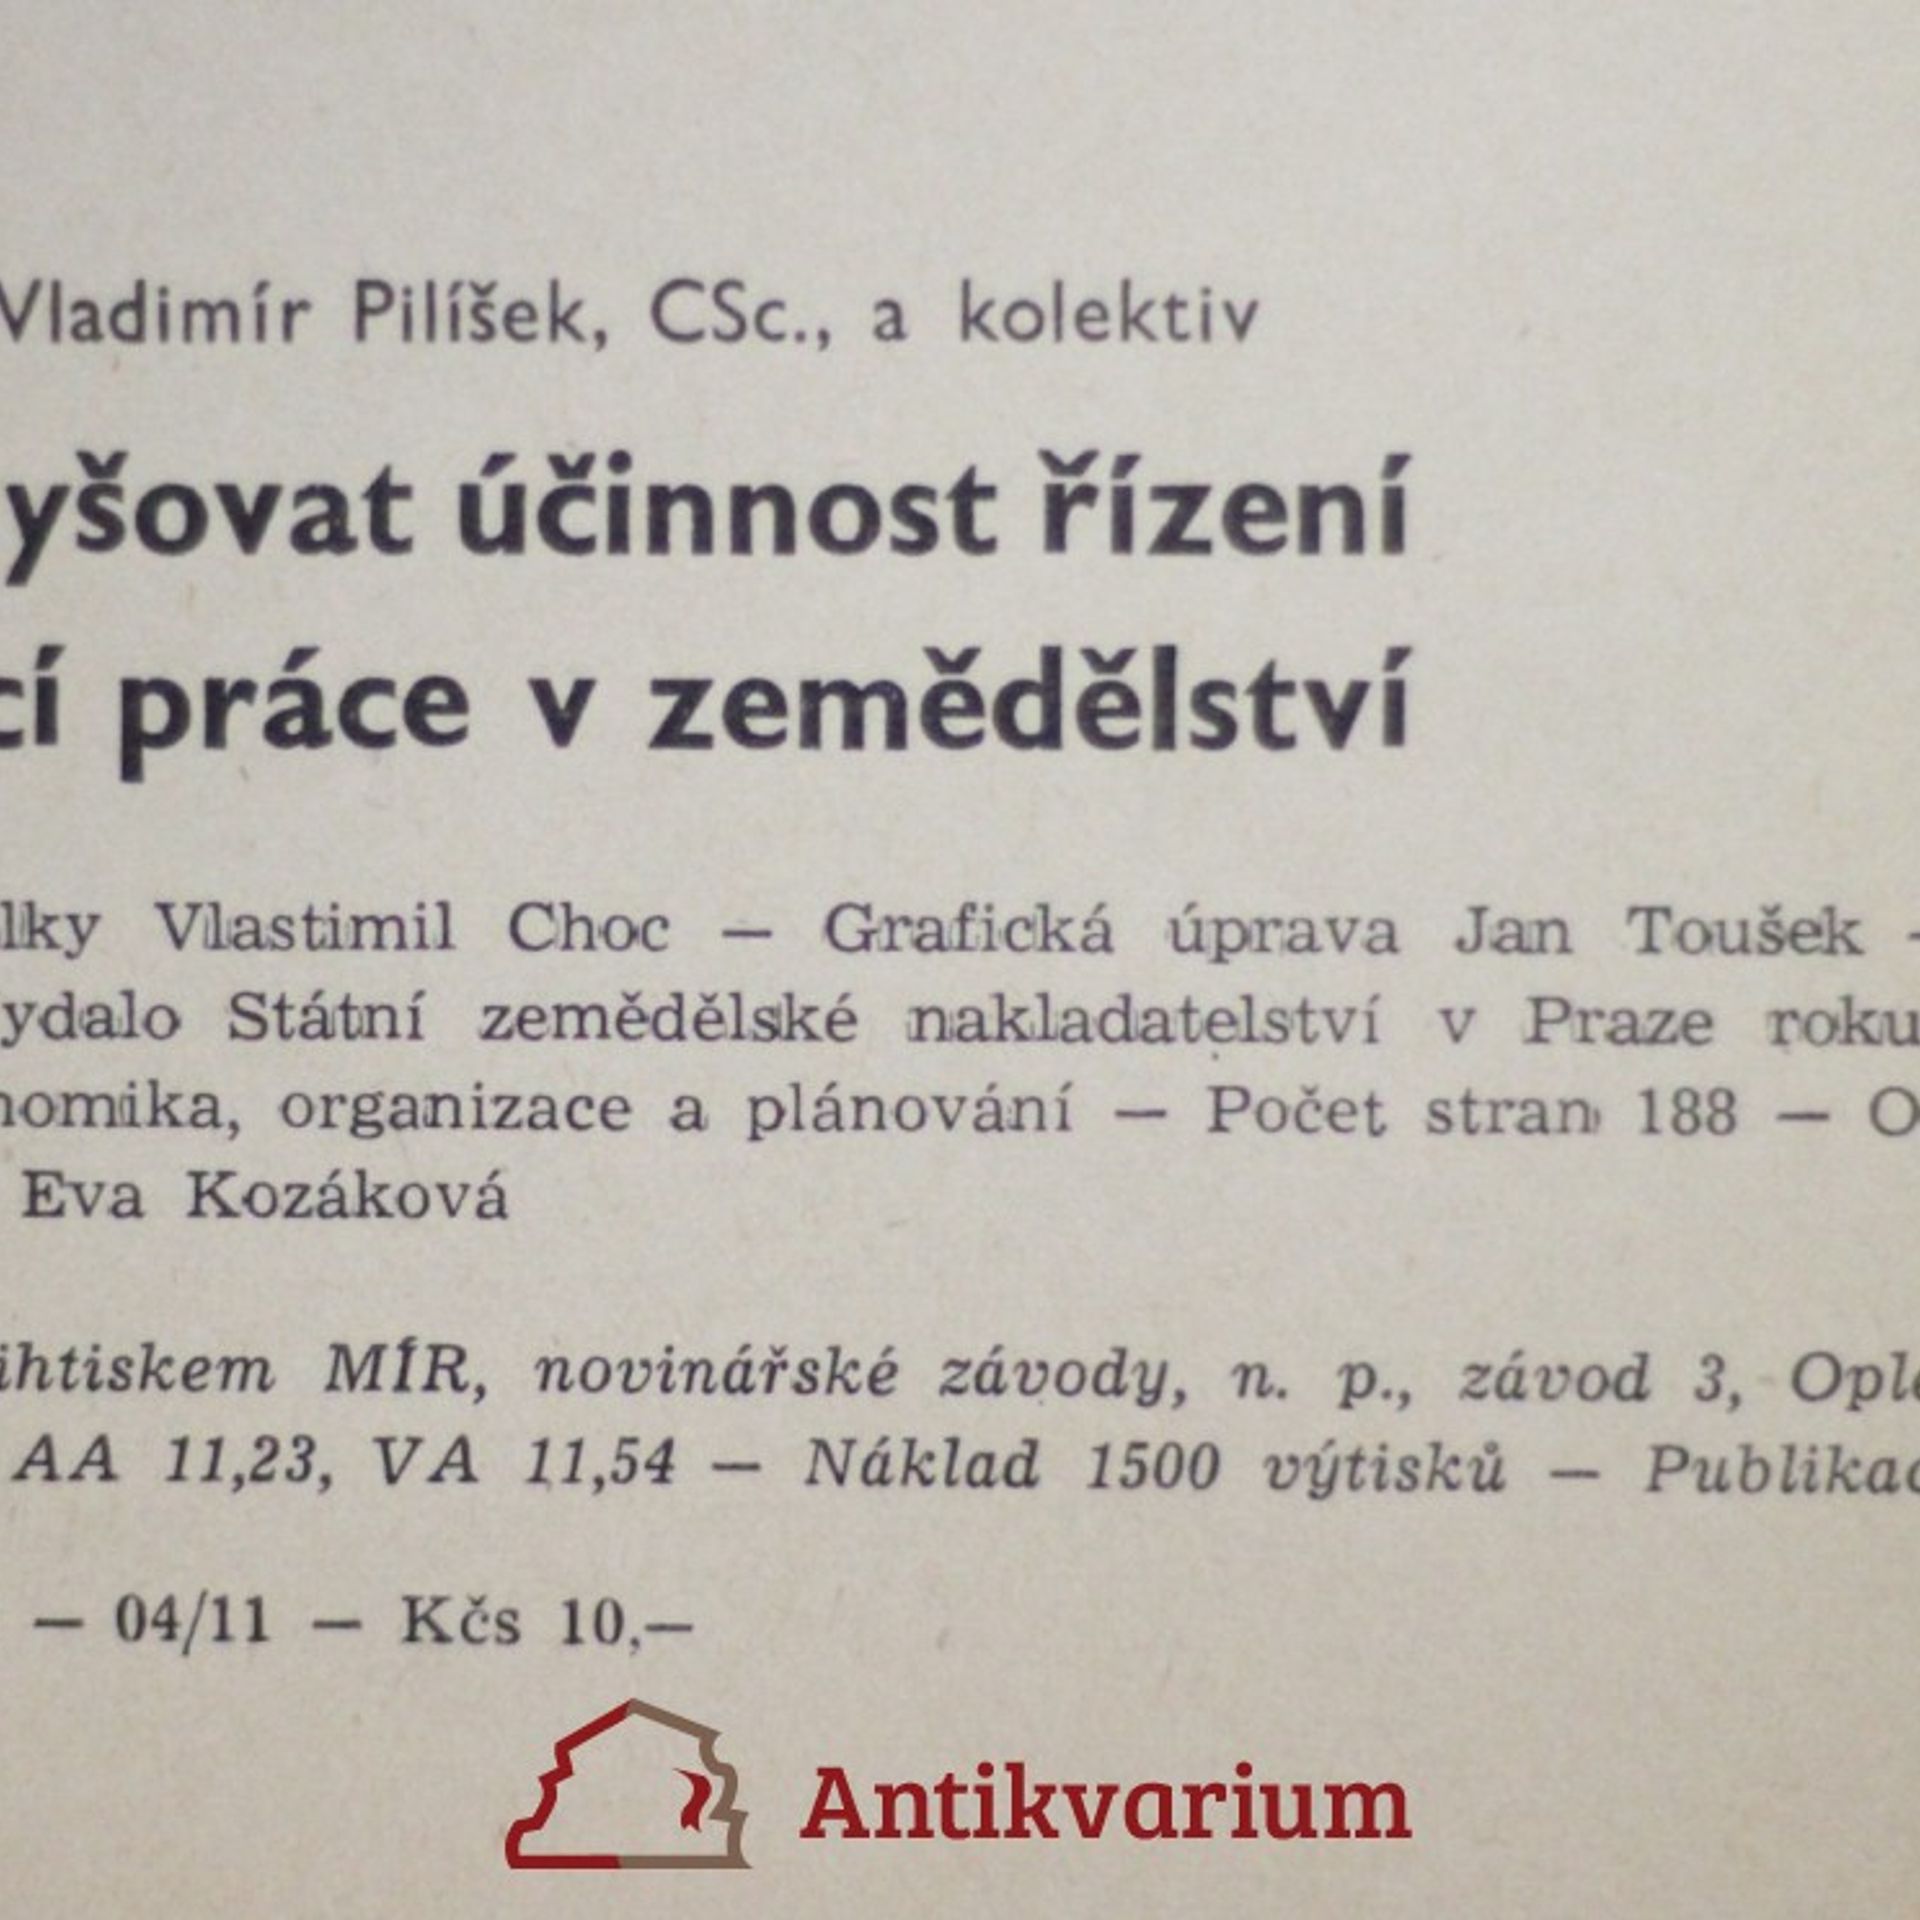 Vladimír Pilíšek, CSc., a kolektiv
yšovat účinnost řízení
cí práce v zemědělství
lky Vlastimil Choc — Grafická úprava Jan Toušek —
ydalo Státní zemědělské nakladatelství v Praze roku
nomika, organizace a plánování — Počet stran 188 — O
Eva Kozáková
ihtiskem MÍR, novinářské závody, n. p., závod 3, Ople
AA 11,23, VA 11,54 — Náklad 1500 výtisků — Publikac
— 04/11 — Kčs 10,—
Antikvarium